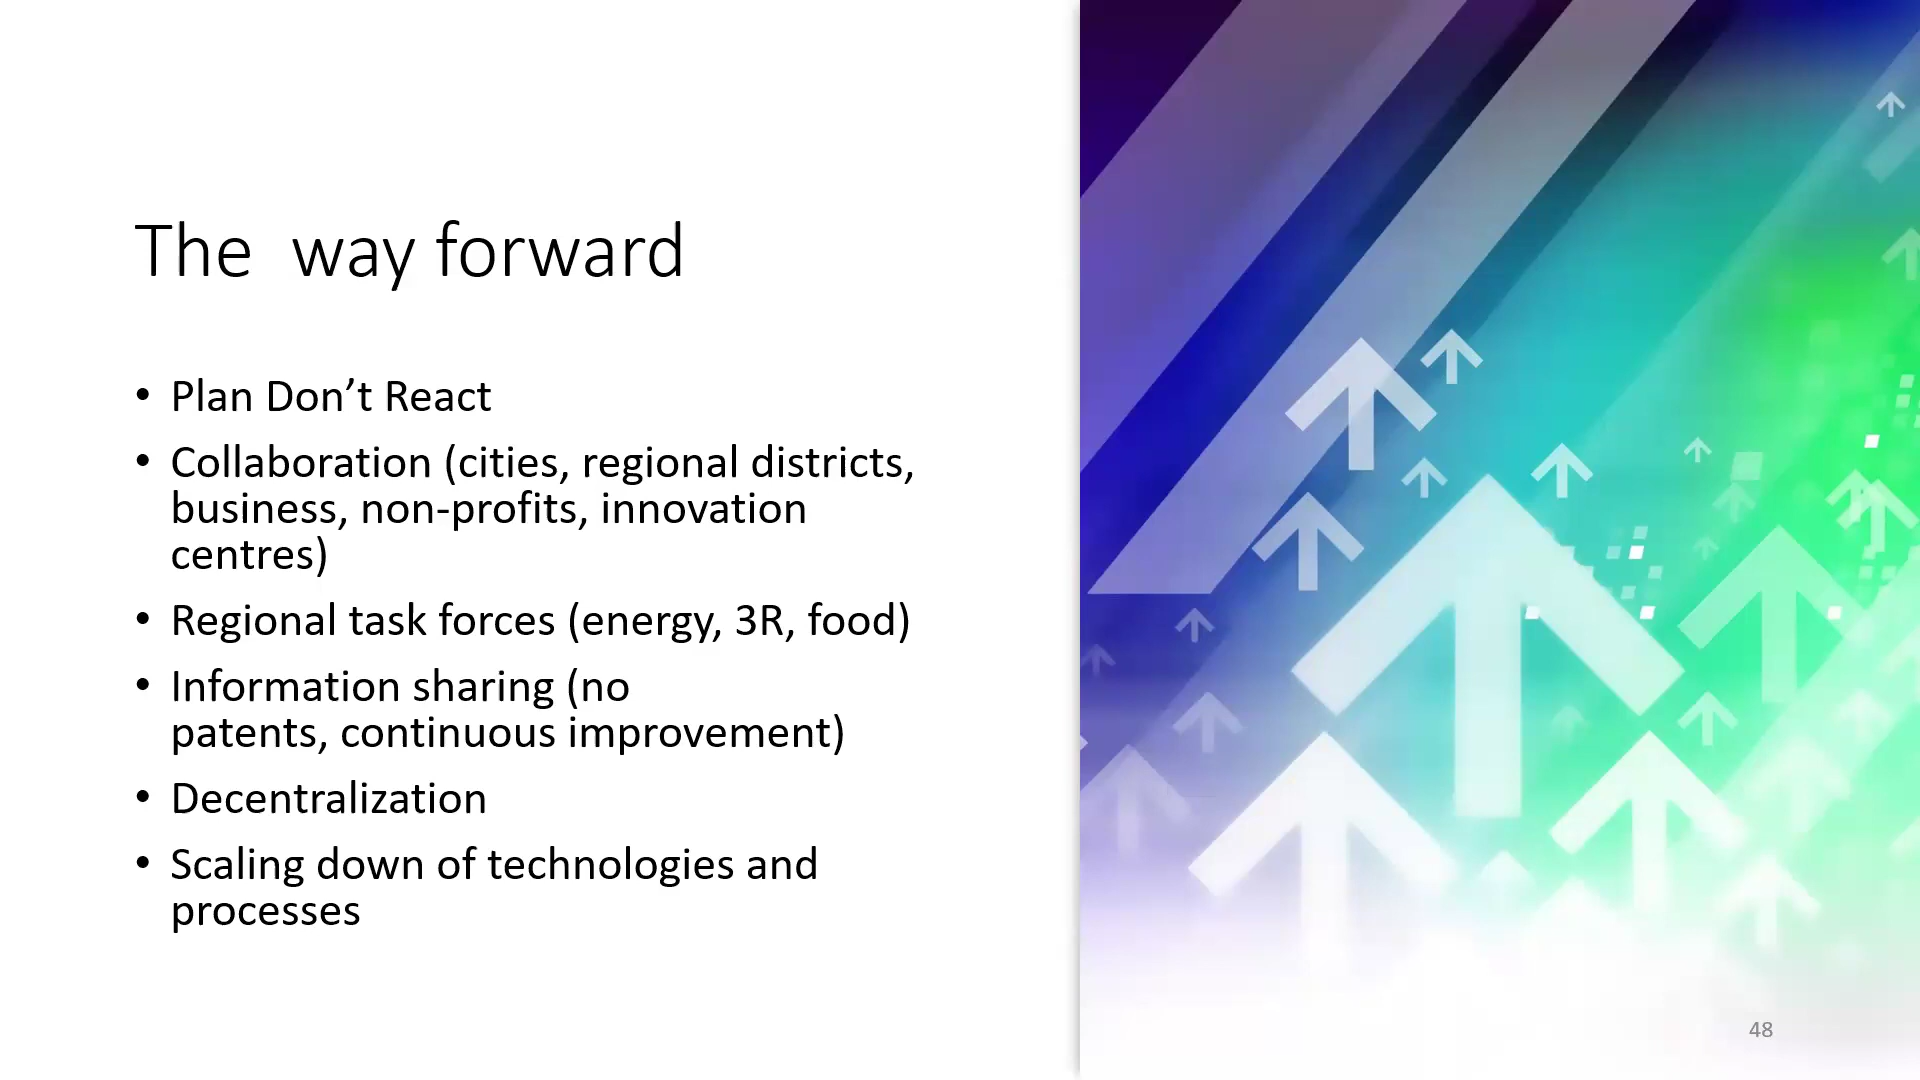 The  way forward
• Plan Don’t React
• Collaboration (cities, regional districts,
business, non-profits, innovation
centres)
• Regional task forces (energy, 3R, food)
• Information sharing (no
patents, continuous improvement)
• Decentralization
• Scaling down of technologies and
processes
48